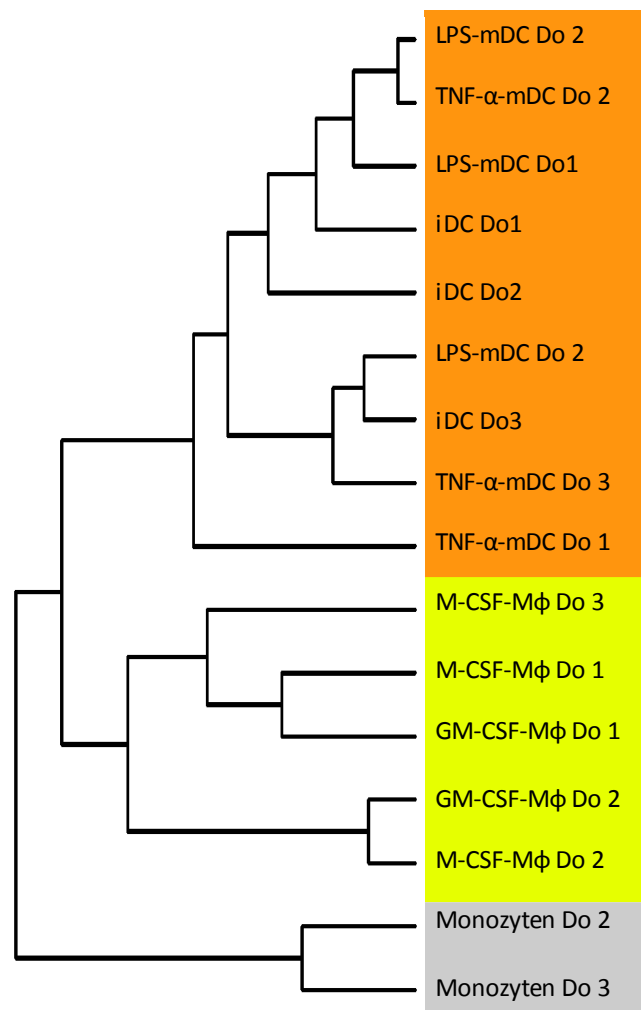 LPS-mDC Do 2
TNF-α-mDC Do 2
LPS-mDC Do1
iDC Do1
iDC Do2
LPS-mDC Do 2
iDC Do3
TNF-α-mDC Do 3
TNF-α-mDC Do 1
M-CSF-Mϕ Do 3
M-CSF-Mϕ Do 1
GM-CSF-Mϕ Do 1
GM-CSF-Mϕ Do 2
M-CSF-Mϕ Do 2
Monozyten Do 2
Monozyten Do 3